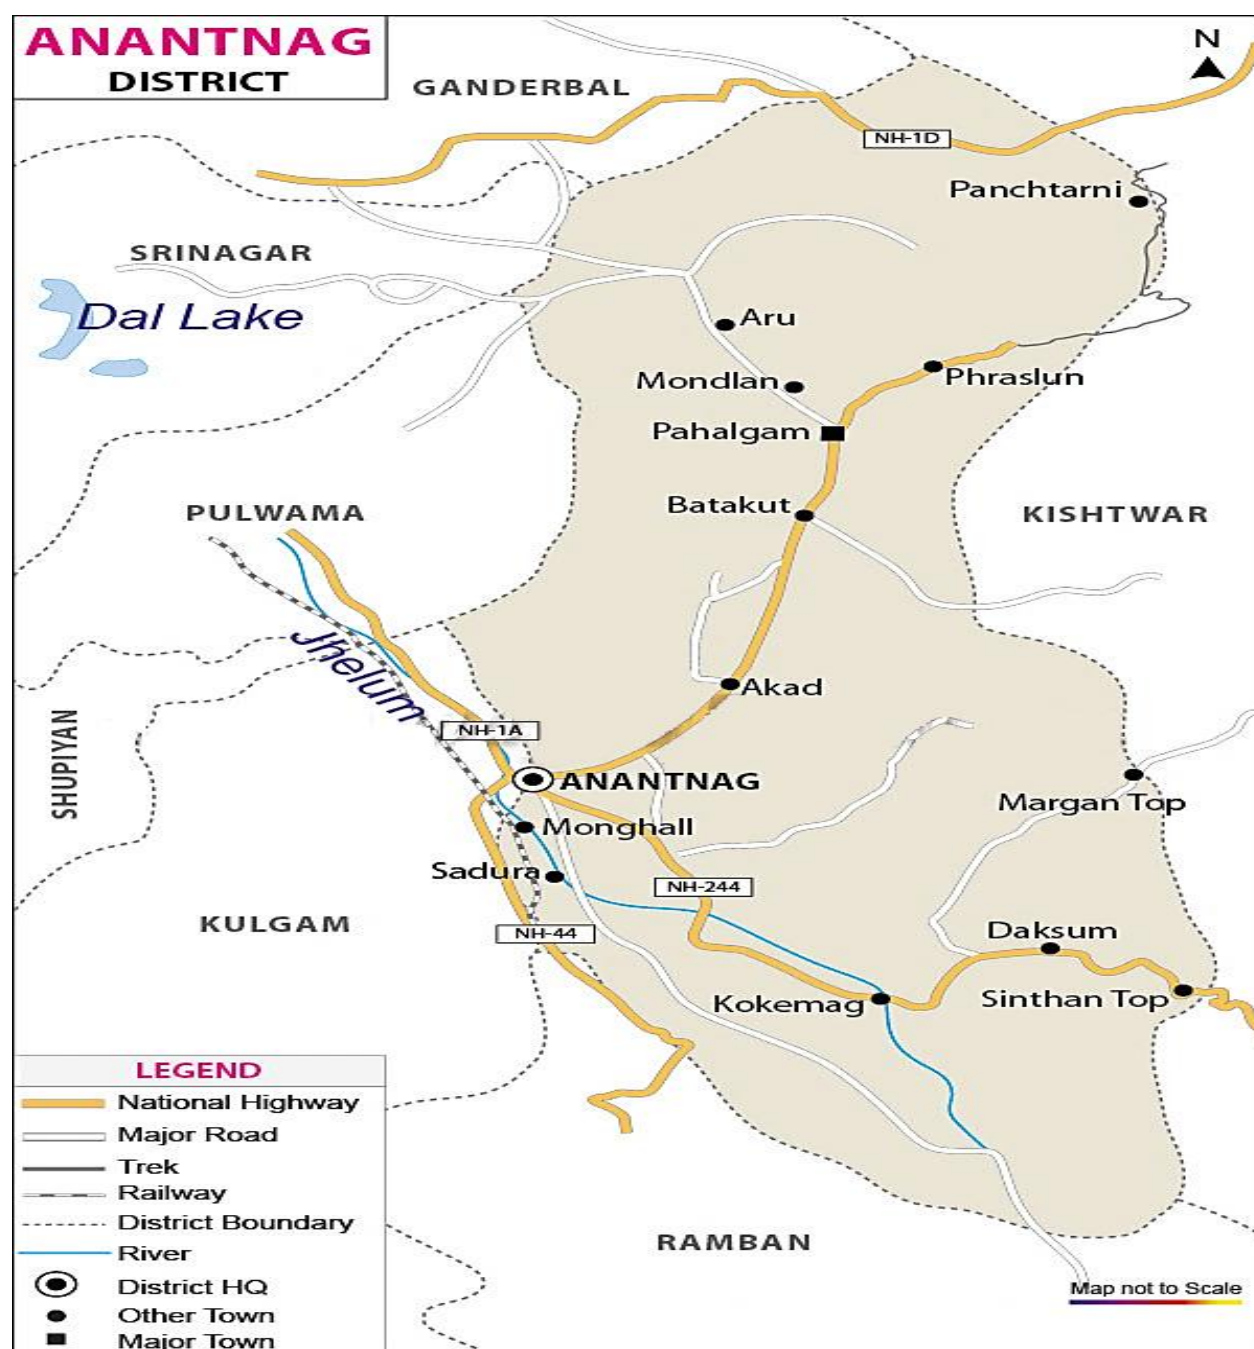 ANANTNAG
DISTRICT
N
GANDERBAL
NH-1D
Panchtarni
SRINAGAR
Dal Lake
Aru
Mondlan
Phraslun
Pahalgam
Batakut
PULWAMA
KISHTWAR
Jhelum
Akad
SHUPIYAN
NH-1A
ANANTNAG
Margan Top
Monghall
Sadura
NH-244
KULGAM
NH-44
Daksum
Kokemag
Sinthan Top
RAMBAN
Map not to Scale
LEGEND
National Highway
Major Road
Trek
Railway
District Boundary
River
District HQ
Other Town
Major Town